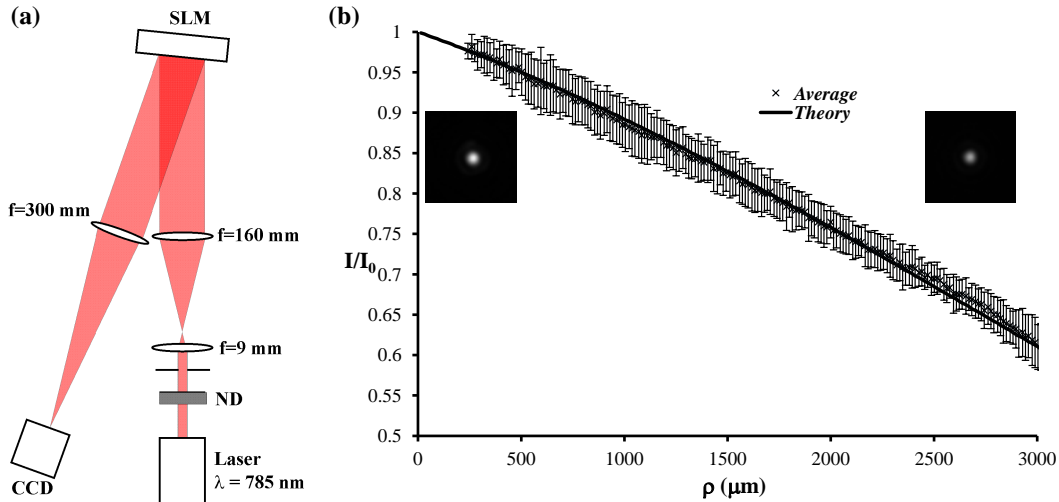 (a)
SLM
f=300 mm
f=160 mm
f=9 mm
ND
Laser
λ = 785 nm
CCD
(b)
1
0.95
0.9
0.85
0.8
0.75
0.7
0.65
0.6
0.55
0.5
I/I₀
Average
Theory
0
500
1000
1500
2000
2500
3000
ρ (μm)